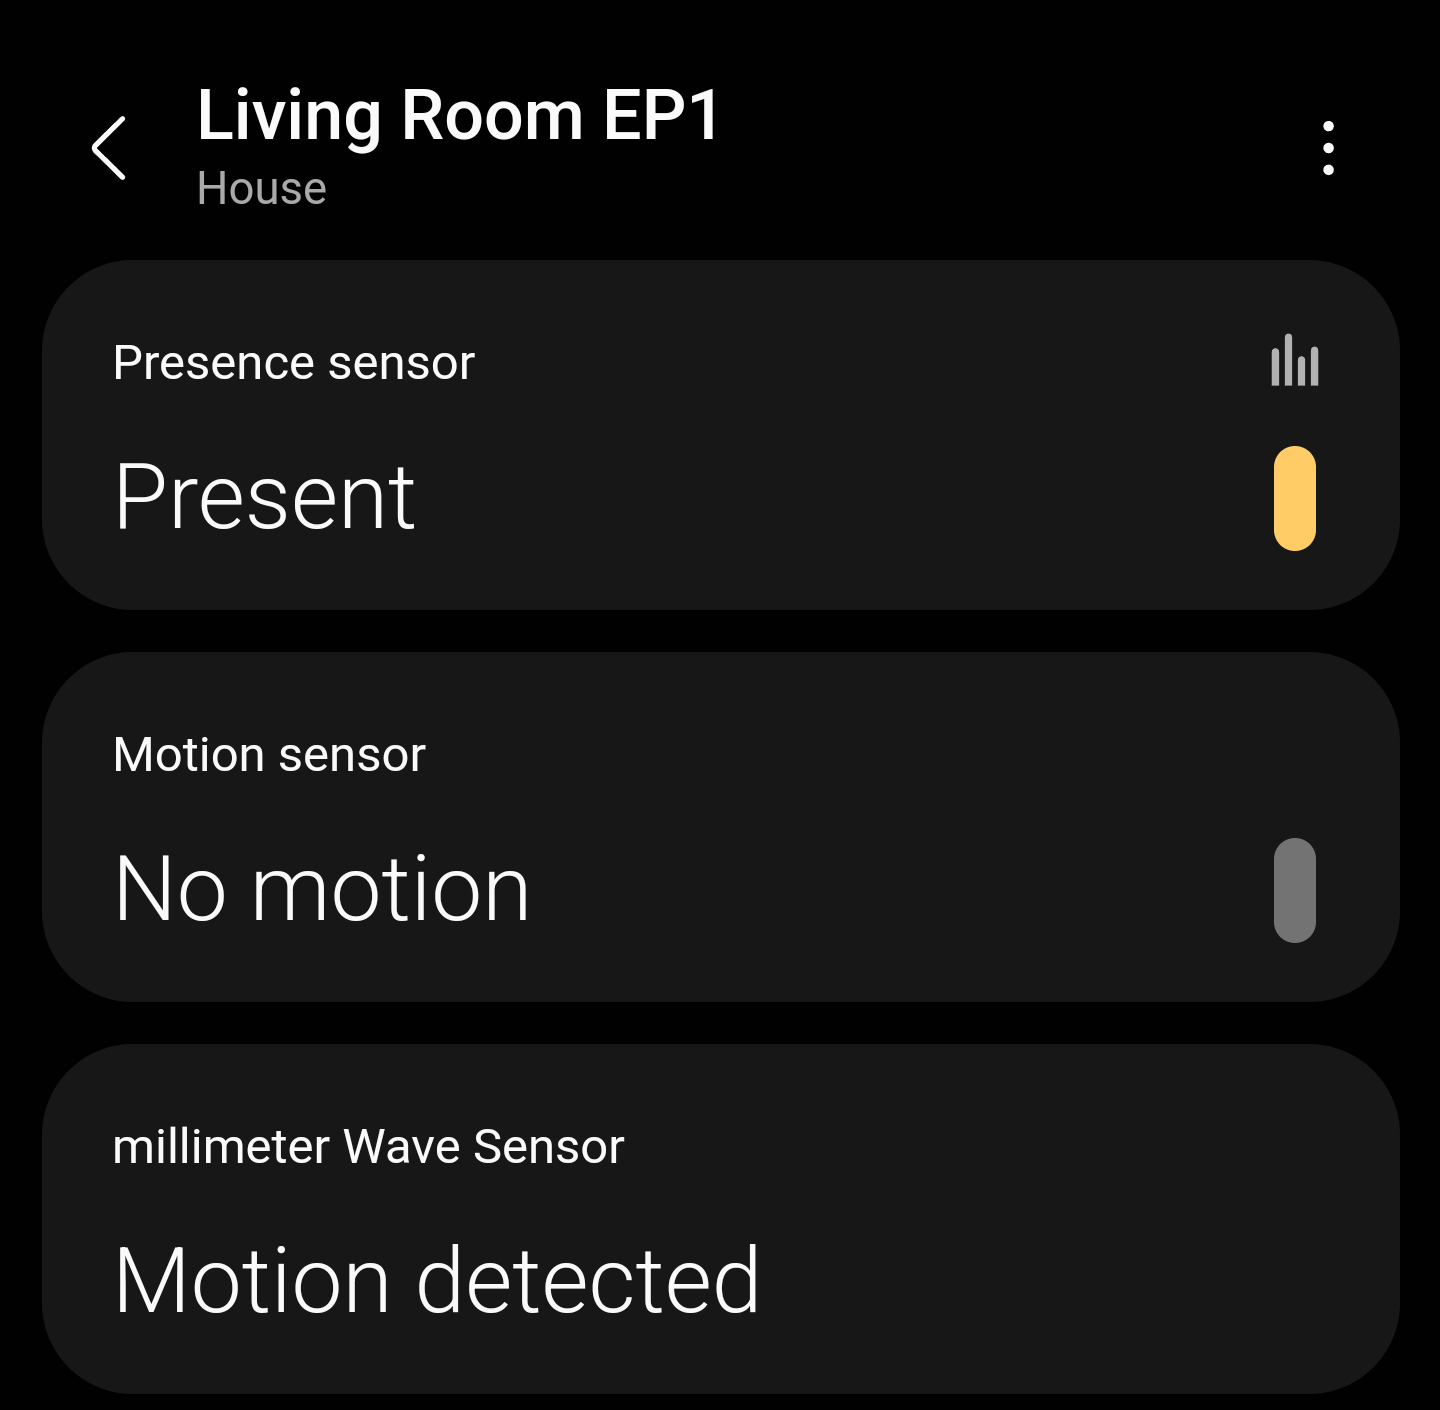 Living Room EP1
House
Presence sensor
Present
Motion sensor
No motion
millimeter Wave Sensor
Motion detected